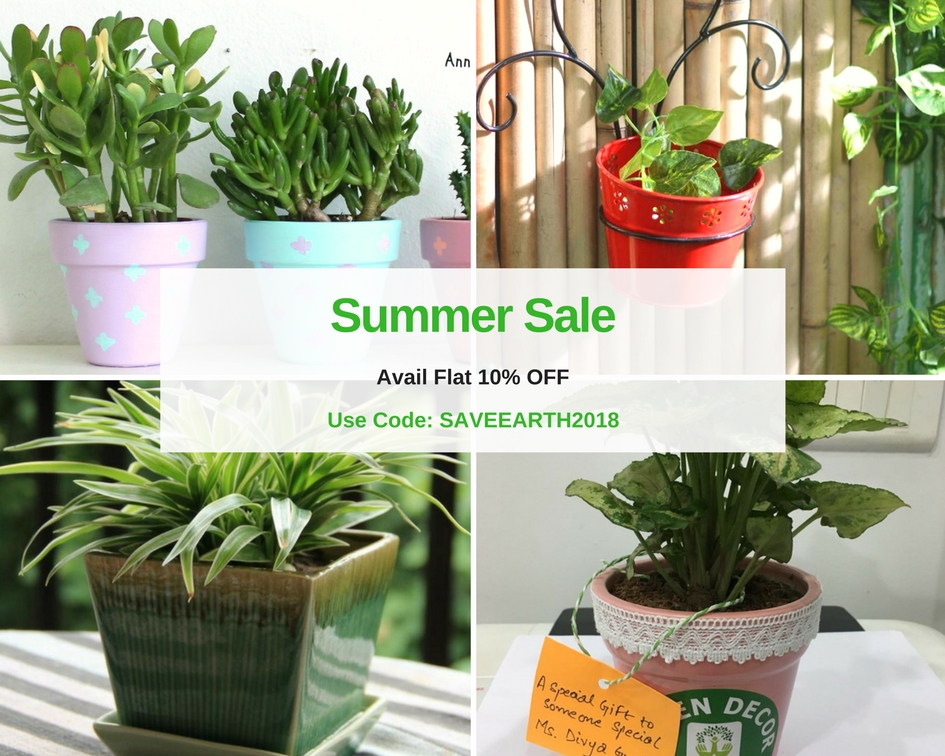 Ann
Summer Sale
Avail Flat 10% OFF
Use Code: SAVEEARTH2018
A Special Gift to
someone Special
Ms. Divya
EN DECOR